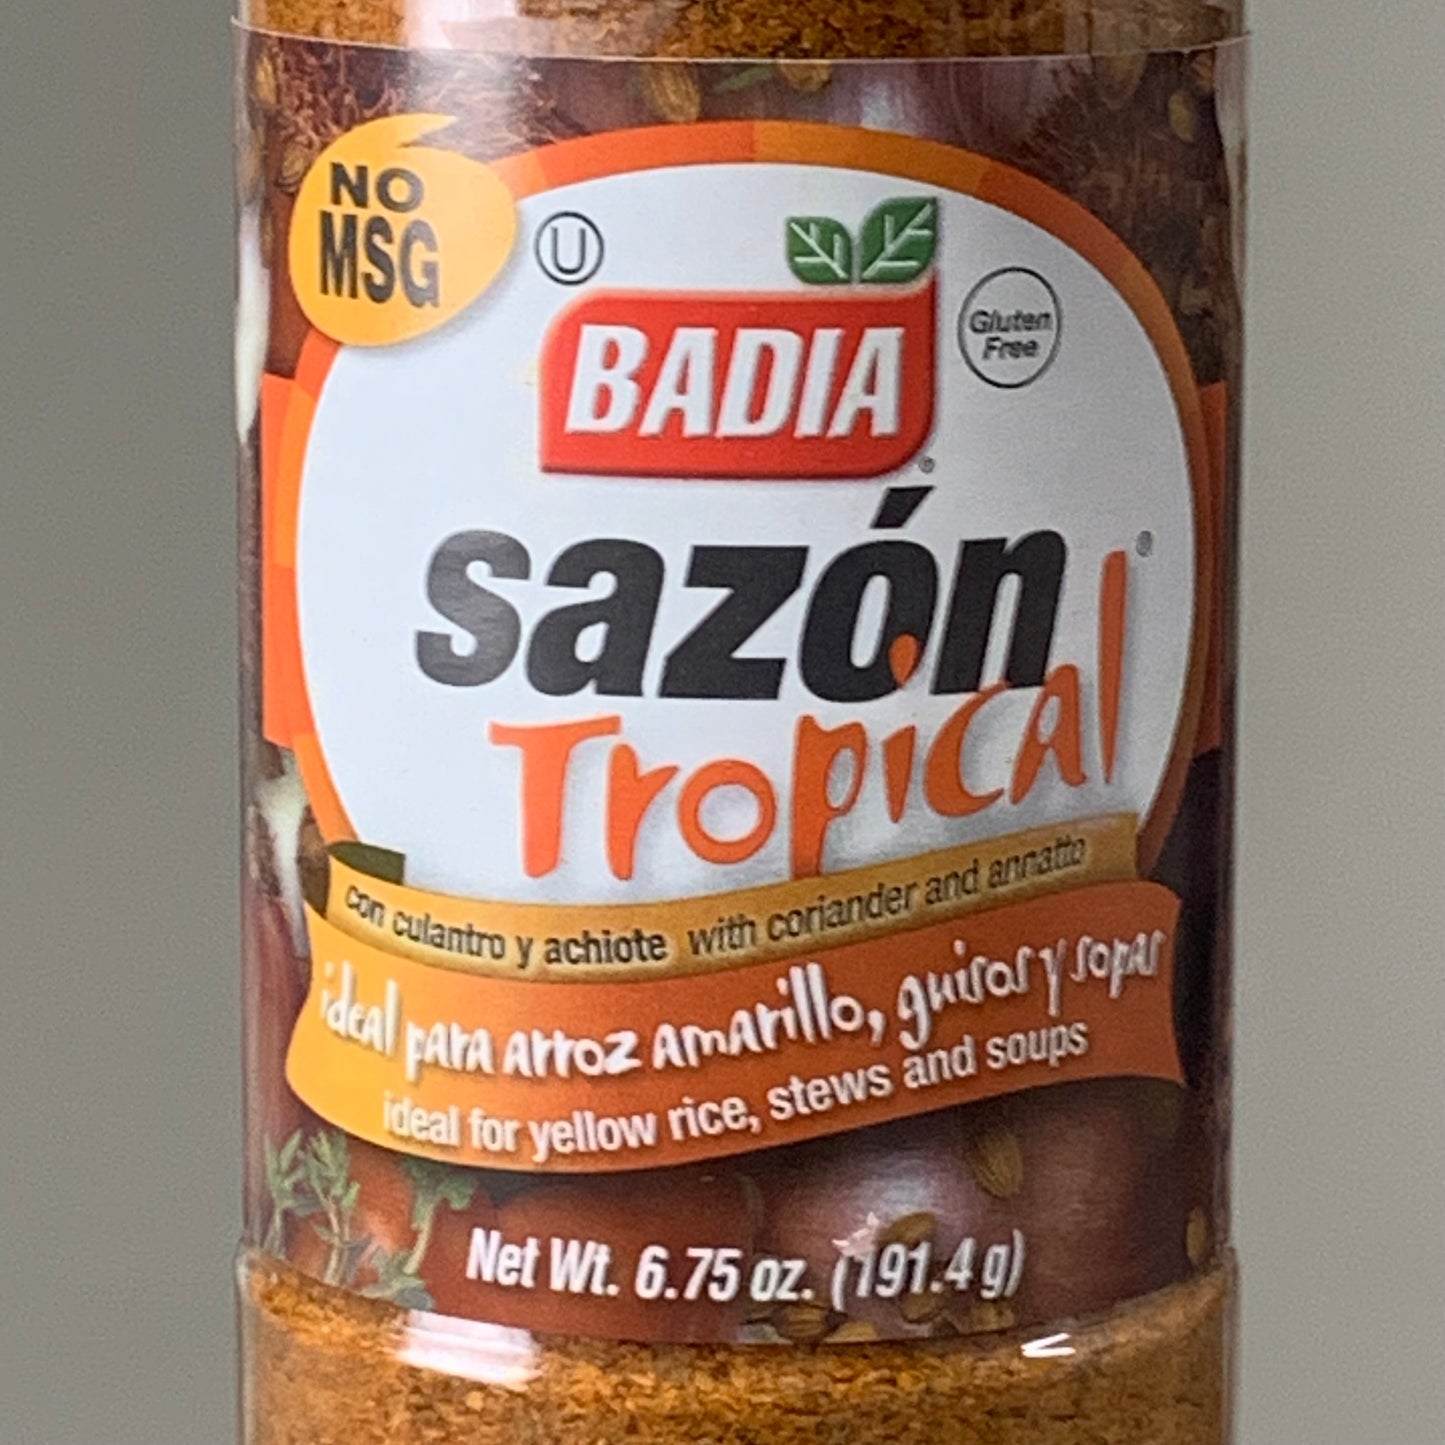 NO
MSG
U
BADIA
Gluten
Free
®
sazón
Tropical
®
con culantro y achiote with coriander and annatto
ideal para arroz amarillo, guisos y sopas
ideal for yellow rice, stews and soups
Net Wt. 6.75 oz. (191.4 g)